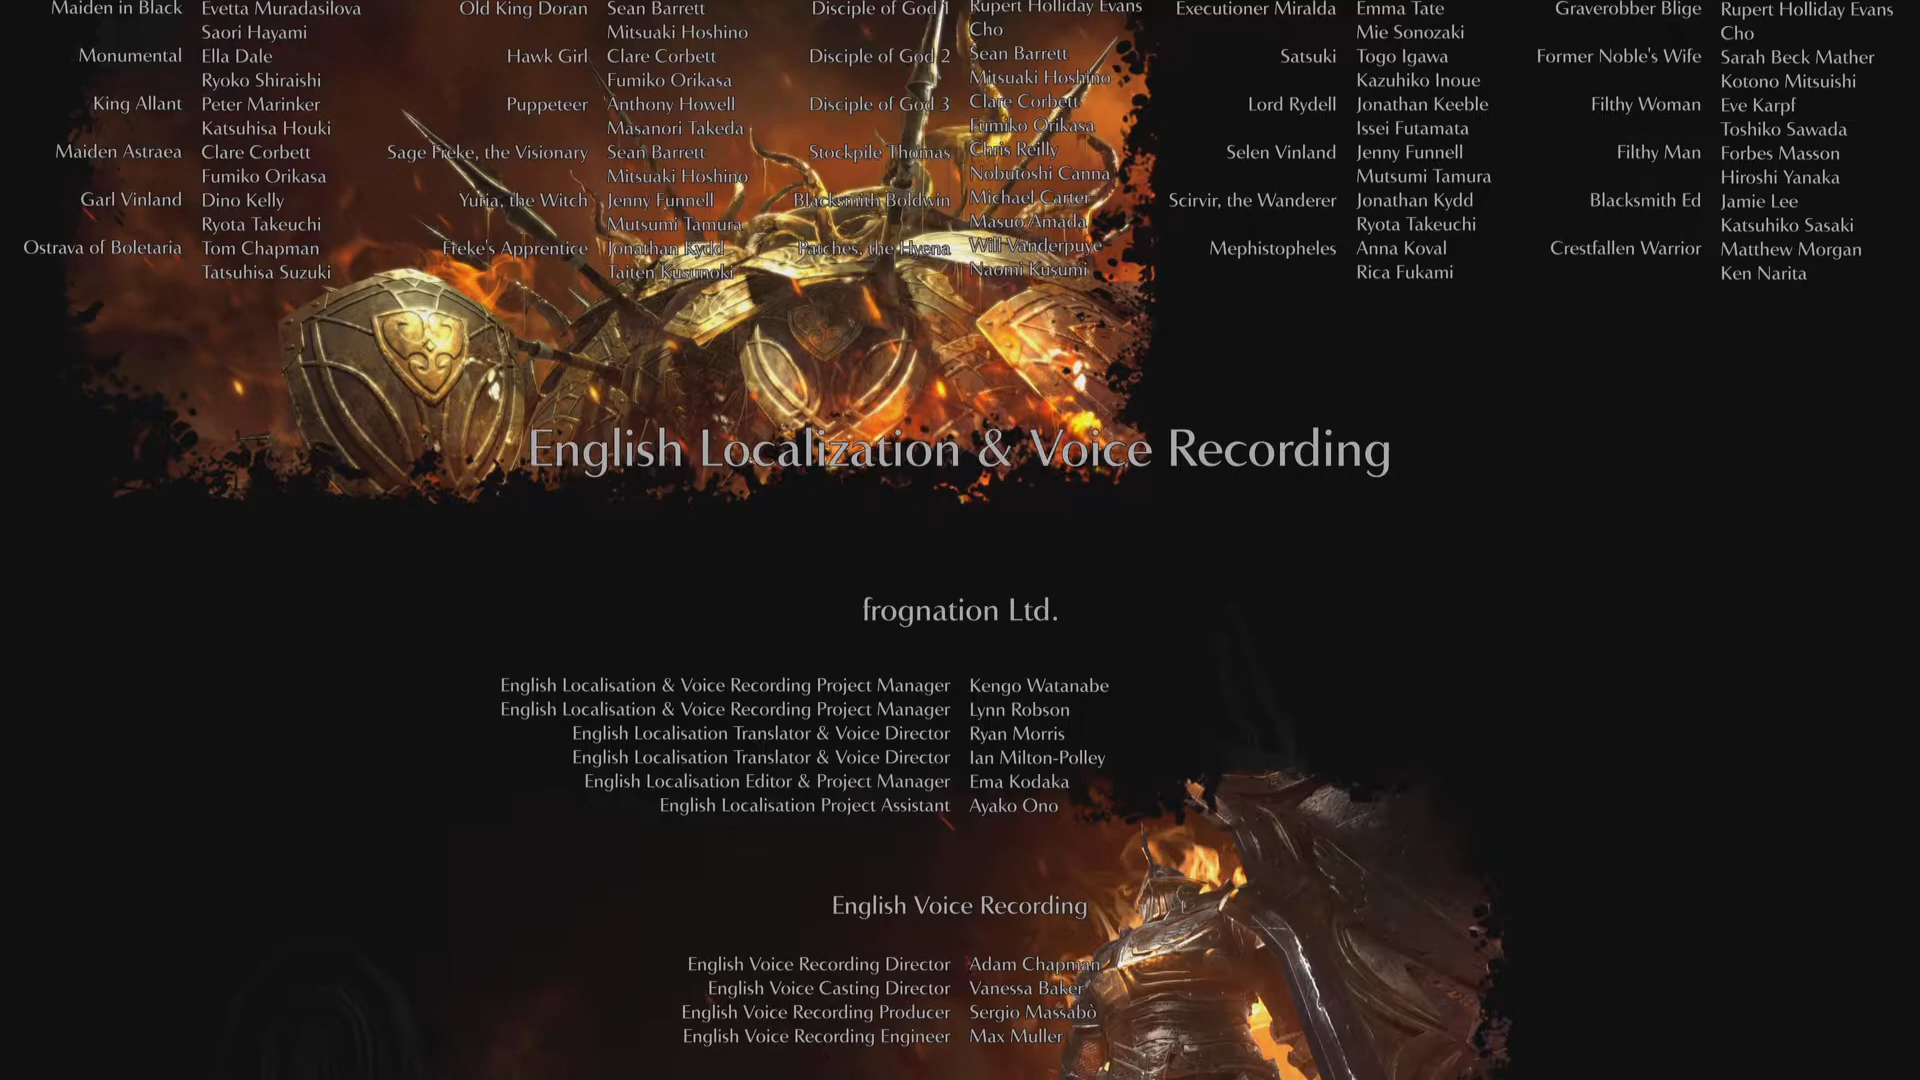 Maiden in Black Evetta Muradasilova
Saori Hayami
Monumental Ella Dale
Ryoko Shiraishi
King Allant Peter Marinker
Katsuhisa Houki
Maiden Astraea Clare Corbett
Fumiko Orikasa
Garl Vinland Dino Kelly
Ryota Takeuchi
Ostrava of Boletaria Tom Chapman
Tatsuhisa Suzuki
Old King Doran Sean Barrett
Mitsuaki Hoshino
Hawk Girl Clare Corbett
Fumiko Orikasa
Puppeteer Anthony Howell
Masanori Takeda
Sage Freke, the Visionary Sean Barrett
Mitsuaki Hoshino
Yuria, the Witch Jenny Funnell
Mutsumi Tamura
Freke's Apprentice Jonathan Kydd
Taiten Kusunoki
Disciple of God 1 Rupert Holliday Evans
Cho
Disciple of God 2 Sean Barrett
Mitsuaki Hoshino
Disciple of God 3 Clare Corbett
Fumiko Orikasa
Stockpile Thomas Chris Reilly
Nobutoshi Canna
Blacksmith Boldwin Michael Carter
Masuo Amada
Patches, the Hyena Will Vanderpuye
Naomi Kusumi
Executioner Miralda Emma Tate
Mie Sonozaki
Satsuki Togo Igawa
Kazuhiko Inoue
Lord Rydell Jonathan Keeble
Issei Futamata
Selen Vinland Jenny Funnell
Mutsumi Tamura
Scirvir, the Wanderer Jonathan Kydd
Ryota Takeuchi
Mephistopheles Anna Koval
Rica Fukami
Graverobber Blige Rupert Holliday Evans
Cho
Former Noble's Wife Sarah Beck Mather
Kotono Mitsuishi
Filthy Woman Eve Karpf
Toshiko Sawada
Filthy Man Forbes Masson
Hiroshi Yanaka
Blacksmith Ed Jamie Lee
Katsuhiko Sasaki
Crestfallen Warrior Matthew Morgan
Ken Narita
English Localization & Voice Recording
frognation Ltd.
English Localisation & Voice Recording Project Manager Kengo Watanabe
English Localisation & Voice Recording Project Manager Lynn Robson
English Localisation Translator & Voice Director Ryan Morris
English Localisation Translator & Voice Director Ian Milton-Polley
English Localisation Editor & Project Manager Ema Kodaka
English Localisation Project Assistant Ayako Ono
English Voice Recording
English Voice Recording Director Adam Chapman
English Voice Casting Director Vanessa Baker
English Voice Recording Producer Sergio Massabò
English Voice Recording Engineer Max Muller